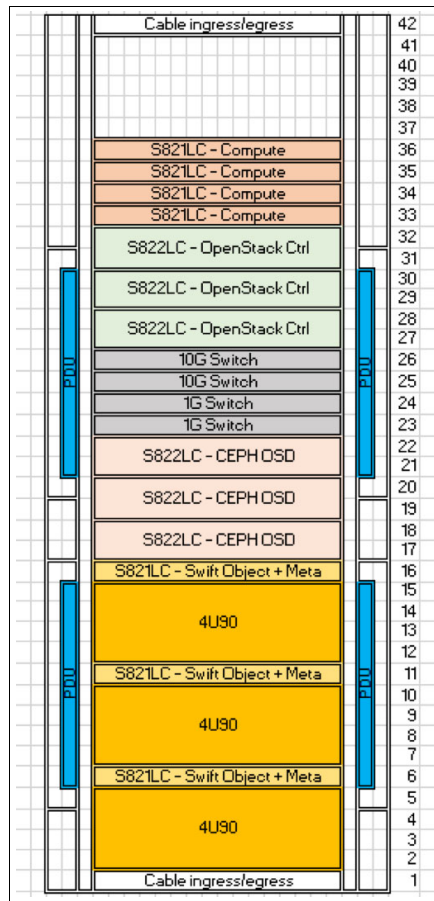 Cable ingress/egress 42
41
40
39
38
37
S821LC - Compute 36
S821LC - Compute 35
S821LC - Compute 34
S821LC - Compute 33
32
S822LC - OpenStack Ctrl
31
30
S822LC - OpenStack Ctrl
29
28
S822LC - OpenStack Ctrl
27
PDU
PDU
10G Switch 26
10G Switch 25
1G Switch 24
1G Switch 23
22
S822LC - CEPH OSD
21
20
S822LC - CEPH OSD
19
18
S822LC - CEPH OSD
17
S821LC - Swift Object + Meta 16
15
14
4U90
13
12
PDU
S821LC - Swift Object + Meta 11
PDU
10
9
4U90
8
7
S821LC - Swift Object + Meta 6
5
4
4U90
3
2
Cable ingress/egress 1